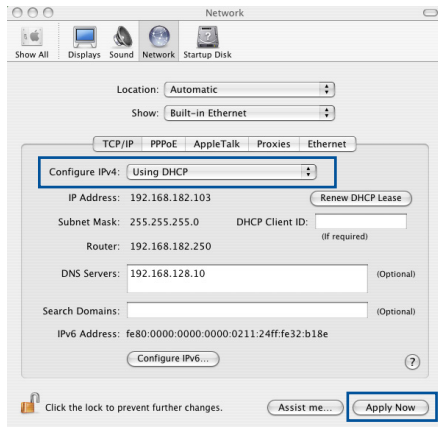 Network
Show All Displays Sound Network Startup Disk
Location: Automatic
Show: Built-in Ethernet
TCP/IP PPPoE AppleTalk Proxies Ethernet
Configure IPv4: Using DHCP
IP Address: 192.168.182.103 Renew DHCP Lease
Subnet Mask: 255.255.255.0 DHCP Client ID:
(If required)
Router: 192.168.182.250
DNS Servers: 192.168.128.10 (Optional)
Search Domains: (Optional)
IPv6 Address: fe80:0000:0000:0000:0211:24ff:fe32:b18e
Configure IPv6... ?
Click the lock to prevent further changes. Assist me... Apply Now